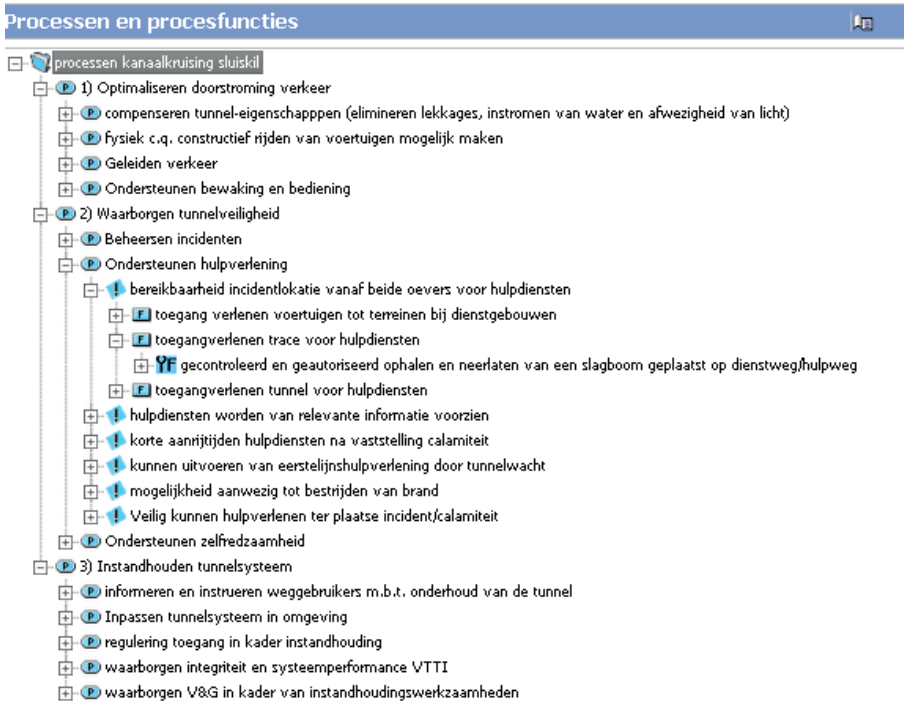 Processen en procesfuncties
processen kanaalkruising sluiskil
1) Optimaliseren doorstroming verkeer
compenseren tunnel-eigenschapppen (elimineren lekkages, instromen van water en afwezigheid van licht)
fysiek c.q. constructief rijden van voertuigen mogelijk maken
Geleiden verkeer
Ondersteunen bewaking en bediening
2) Waarborgen tunnelveiligheid
Beheersen incidenten
Ondersteunen hulpverlening
bereikbaarheid incidentlokatie vanaf beide oevers voor hulpdiensten
toegang verlenen voertuigen tot terreinen bij dienstgebouwen
toegangverlenen trace voor hulpdiensten
gecontroleerd en geautoriseerd ophalen en neerlaten van een slagboom geplaatst op dienstweg/hulpweg
toegangverlenen tunnel voor hulpdiensten
hulpdiensten worden van relevante informatie voorzien
korte aanrijtijden hulpdiensten na vaststelling calamiteit
kunnen uitvoeren van eerstelijnshulpverlening door tunnelwacht
mogelijkheid aanwezig tot bestrijden van brand
Veilig kunnen hulpverlenen ter plaatse incident/calamiteit
Ondersteunen zelfredzaamheid
3) Instandhouden tunnelsysteem
informeren en instrueren weggebruikers m.b.t. onderhoud van de tunnel
Inpassen tunnelsysteem in omgeving
regulering toegang in kader instandhouding
waarborgen integriteit en systeemperformance VTTI
waarborgen V&G in kader van instandhoudingswerkzaamheden